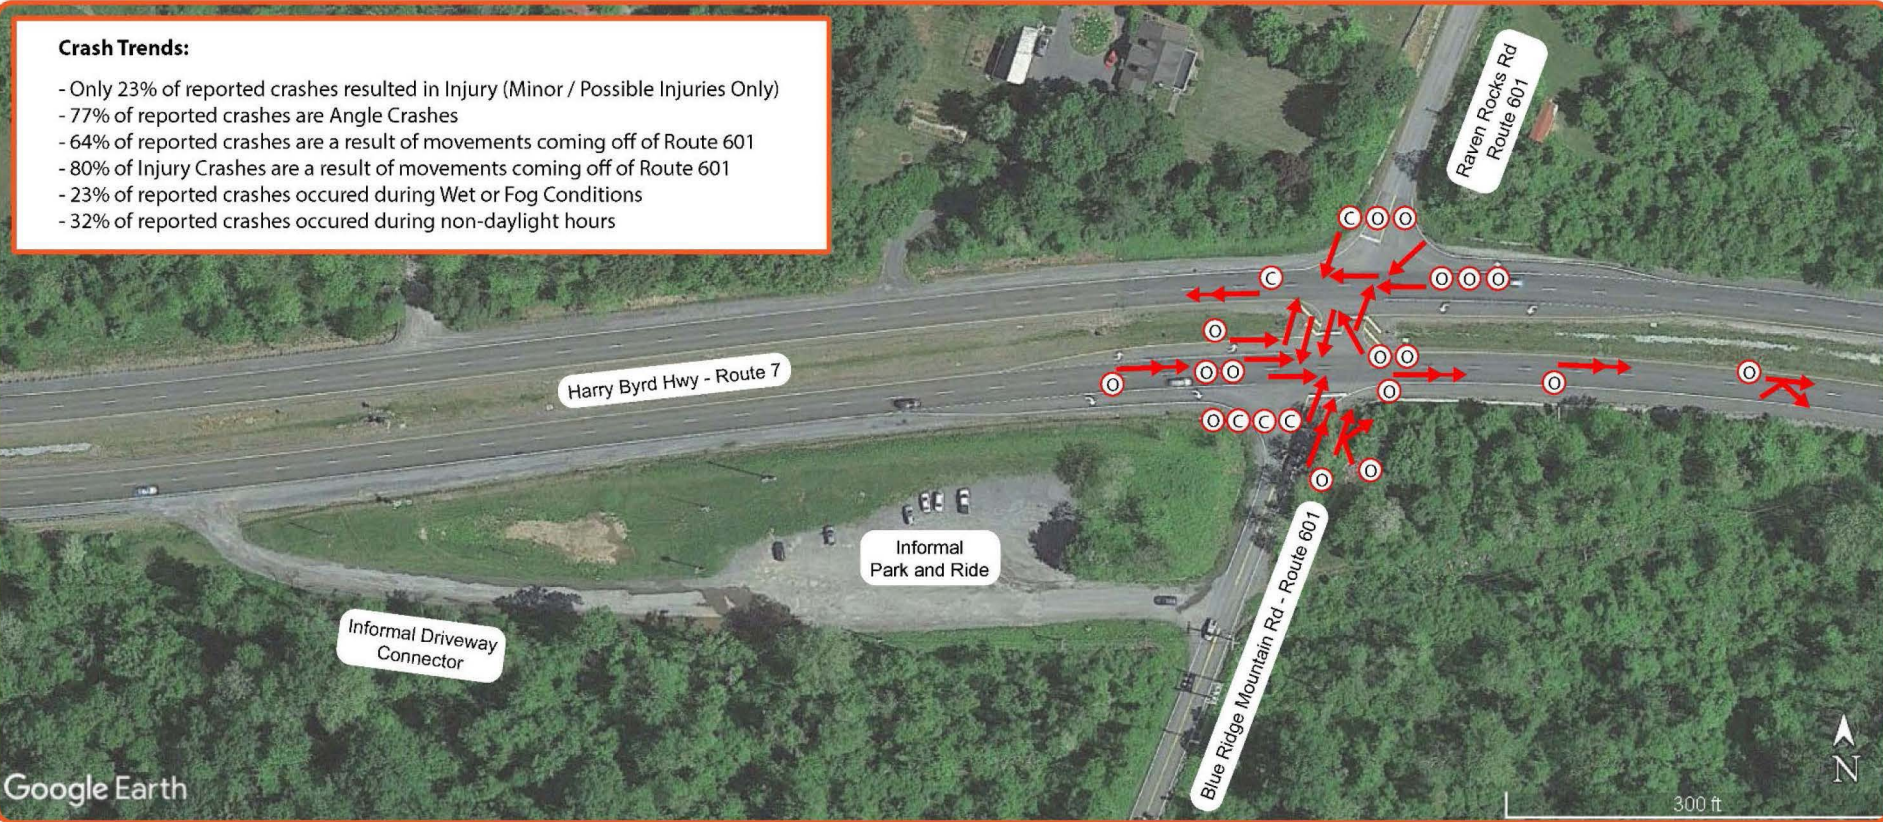 Crash Trends:
- Only 23% of reported crashes resulted in Injury (Minor / Possible Injuries Only)
- 77% of reported crashes are Angle Crashes
- 64% of reported crashes are a result of movements coming off of Route 601
- 80% of Injury Crashes are a result of movements coming off of Route 601
- 23% of reported crashes occured during Wet or Fog Conditions
- 32% of reported crashes occured during non-daylight hours
Raven Rocks Rd
Route 601
C O O
C
O O O
O
O O
Harry Byrd Hwy - Route 7
O
O O
O
O
O
O C C C
O
O
Informal
Park and Ride
Blue Ridge Mountain Rd - Route 601
Informal Driveway
Connector
N
Google Earth
300 ft